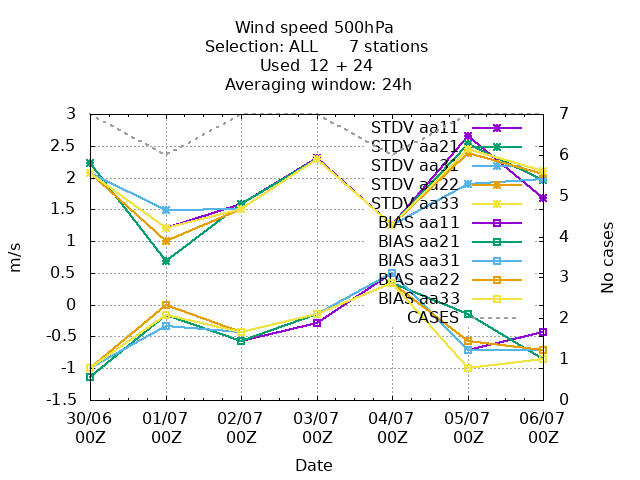 Wind speed 500hPa
Selection: ALL 7 stations
Used 12 + 24
Averaging window: 24h
3
2.5
2
1.5
1
0.5
0
-0.5
-1
-1.5
m/s
7
6
5
4
3
2
1
0
No cases
STDV aa11
STDV aa21
STDV aa31
STDV aa22
STDV aa33
BIAS aa11
BIAS aa21
BIAS aa31
BIAS aa22
BIAS aa33
CASES
30/06 01/07 02/07 03/07 04/07 05/07 06/07
00Z 00Z 00Z 00Z 00Z 00Z 00Z
Date